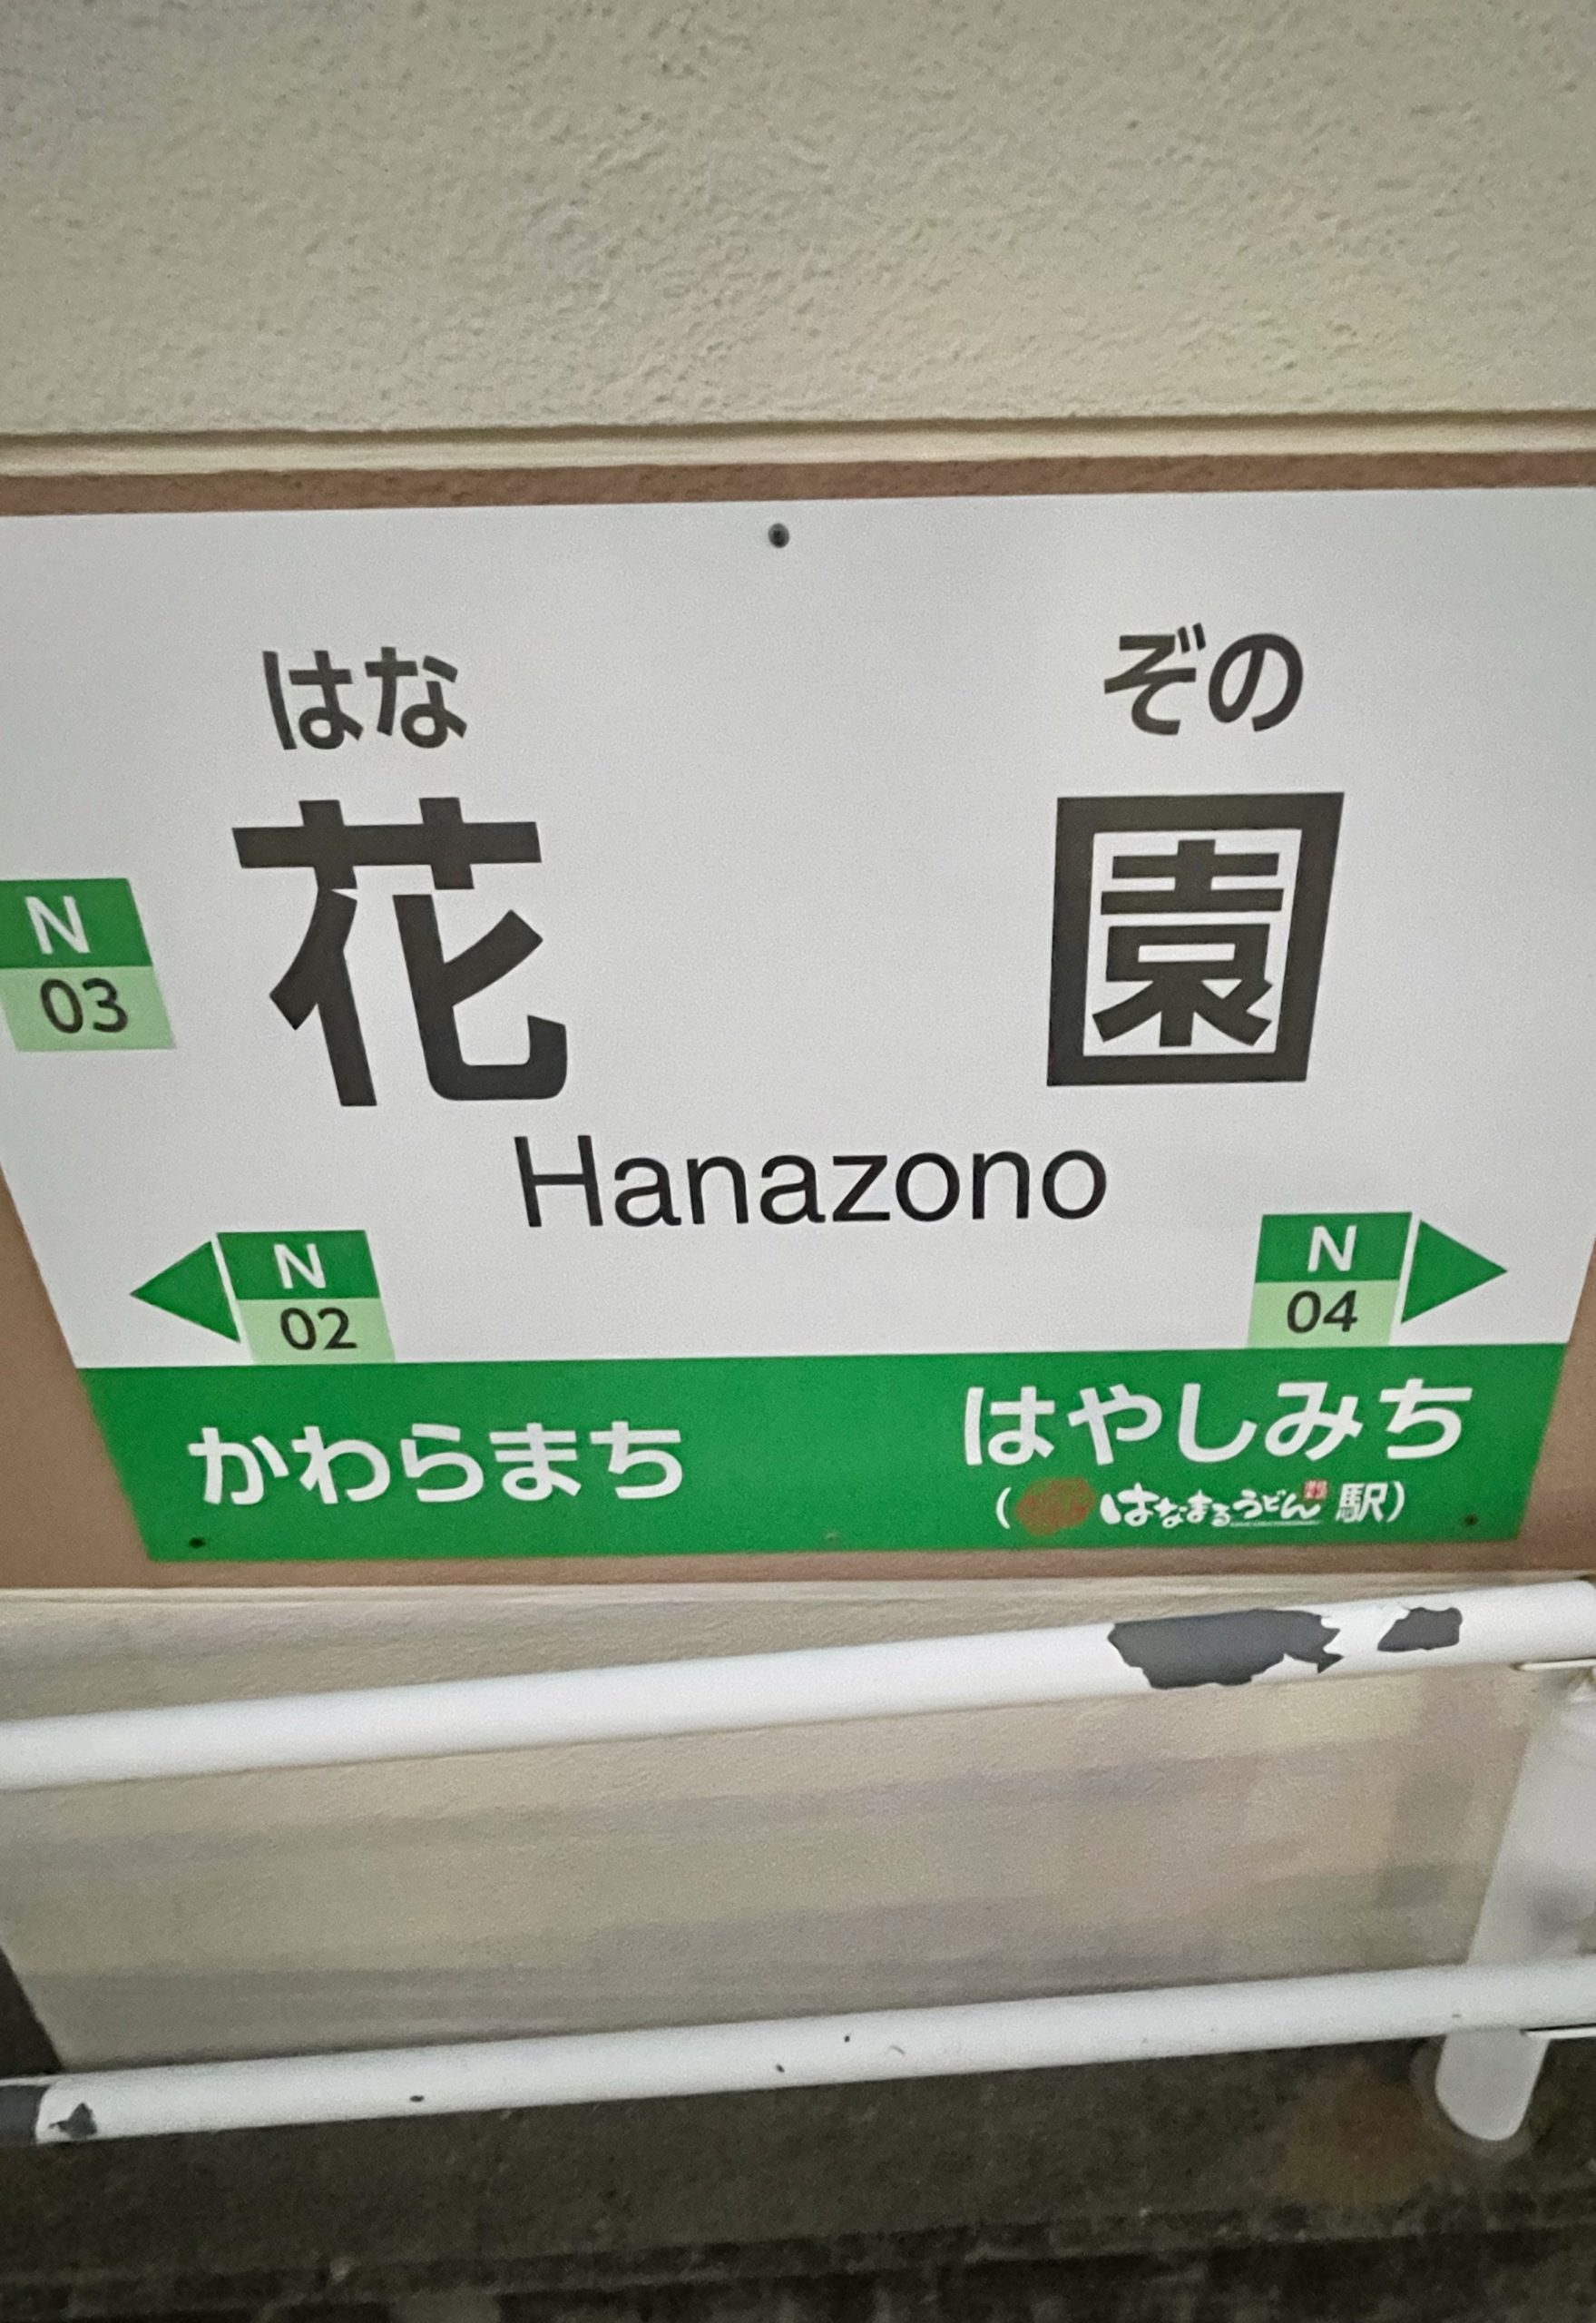 はな ぞの
花 園
N
03
Hanazono
N
02
N
04
かわらまち
はやしみち
(はなまるうどん駅)